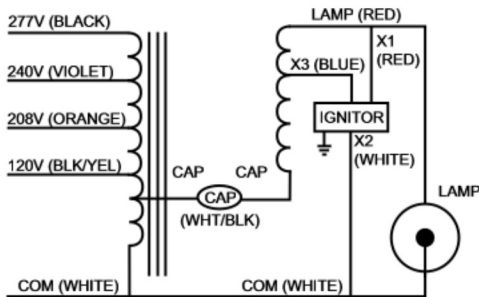 277V (BLACK)
240V (VIOLET)
208V (ORANGE)
120V (BLK/YEL)
COM (WHITE)
CAP
CAP
CAP
(WHT/BLK)
LAMP (RED)
X1
(RED)
X3 (BLUE)
IGNITOR
X2
(WHITE)
LAMP
COM (WHITE)